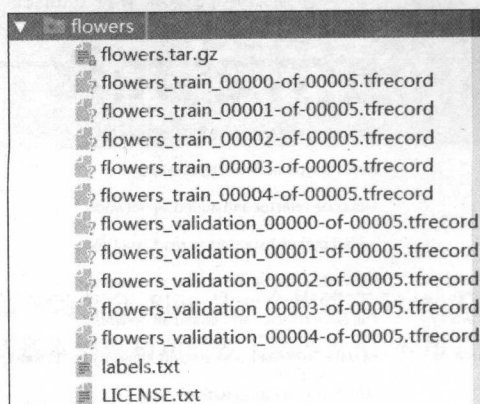 flowers
flowers.tar.gz
flowers_train_00000-of-00005.tfrecord
flowers_train_00001-of-00005.tfrecord
flowers_train_00002-of-00005.tfrecord
flowers_train_00003-of-00005.tfrecord
flowers_train_00004-of-00005.tfrecord
flowers_validation_00000-of-00005.tfrecord
flowers_validation_00001-of-00005.tfrecord
flowers_validation_00002-of-00005.tfrecord
flowers_validation_00003-of-00005.tfrecord
flowers_validation_00004-of-00005.tfrecord
labels.txt
LICENSE.txt